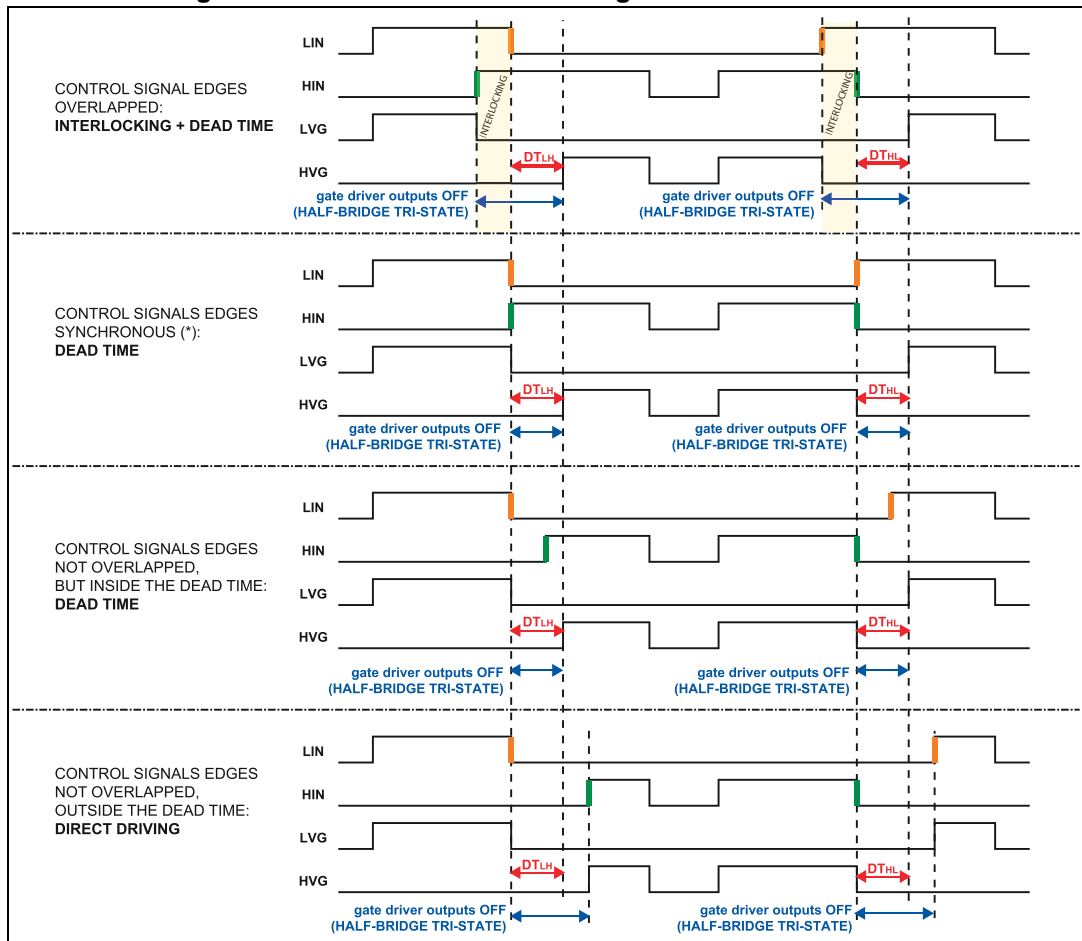 LIN
HIN
CONTROL SIGNAL EDGES
OVERLAPPED:
INTERLOCKING + DEAD TIME
INTERLOCKING
INTERLOCKING
LVG
DTLH
DTHL
HVG
gate driver outputs OFF
(HALF-BRIDGE TRI-STATE)
gate driver outputs OFF
(HALF-BRIDGE TRI-STATE)
LIN
CONTROL SIGNALS EDGES
SYNCHRONOUS (*):
DEAD TIME
HIN
LVG
DTLH
DTHL
HVG
gate driver outputs OFF
(HALF-BRIDGE TRI-STATE)
gate driver outputs OFF
(HALF-BRIDGE TRI-STATE)
LIN
CONTROL SIGNALS EDGES
NOT OVERLAPPED,
BUT INSIDE THE DEAD TIME:
DEAD TIME
HIN
LVG
DTLH
DTHL
HVG
gate driver outputs OFF
(HALF-BRIDGE TRI-STATE)
gate driver outputs OFF
(HALF-BRIDGE TRI-STATE)
LIN
CONTROL SIGNALS EDGES
NOT OVERLAPPED,
OUTSIDE THE DEAD TIME:
DIRECT DRIVING
HIN
LVG
DTLH
DTHL
HVG
gate driver outputs OFF
(HALF-BRIDGE TRI-STATE)
gate driver outputs OFF
(HALF-BRIDGE TRI-STATE)